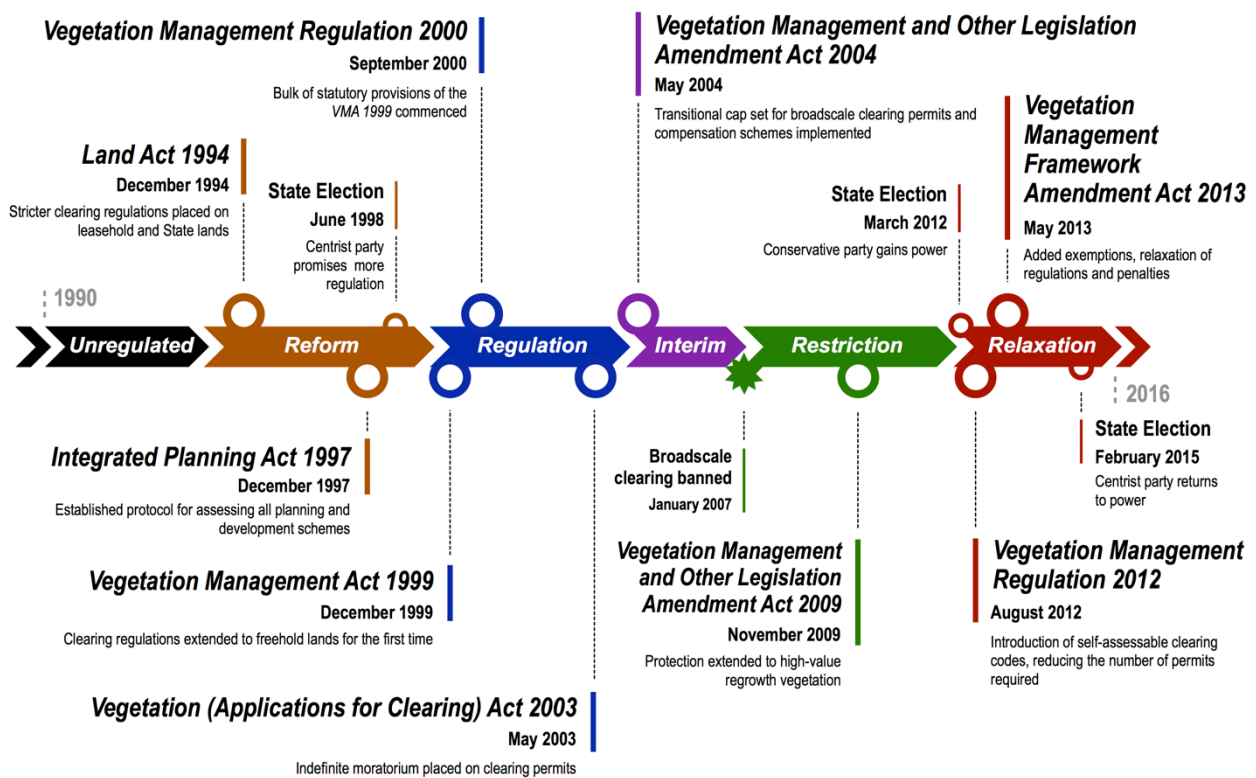 Vegetation Management Regulation 2000
September 2000
Bulk of statutory provisions of the
VMA 1999 commenced
Vegetation Management and Other Legislation
Amendment Act 2004
May 2004
Transitional cap set for broadscale clearing permits and
compensation schemes implemented
Land Act 1994
December 1994
Stricter clearing regulations placed on
leasehold and State lands
State Election
June 1998
Centrist party
promises more
regulation
State Election
March 2012
Conservative party gains power
Vegetation
Management
Framework
Amendment Act 2013
May 2013
Added exemptions, relaxation of
regulations and penalties
1990
Unregulated
Reform
Regulation
Interim
Restriction
Relaxation
2016
Integrated Planning Act 1997
December 1997
Established protocol for assessing all planning and
development schemes
Broadscale
clearing banned
January 2007
State Election
February 2015
Centrist party returns
to power
Vegetation Management Act 1999
December 1999
Clearing regulations extended to freehold lands for the first time
Vegetation Management
and Other Legislation
Amendment Act 2009
November 2009
Protection extended to high-value
regrowth vegetation
Vegetation Management
Regulation 2012
August 2012
Introduction of self-assessable clearing
codes, reducing the number of permits
required
Vegetation (Applications for Clearing) Act 2003
May 2003
Indefinite moratorium placed on clearing permits